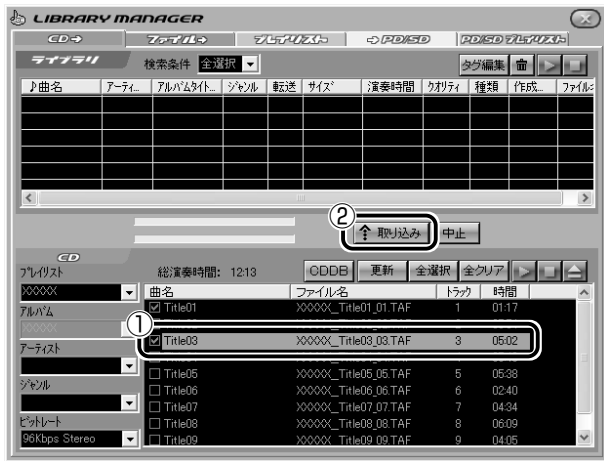 LIBRARY MANAGER
CD⇨ ファイル⇨ プレイリスト ⇨PD/SD PD/SDプレイリスト
ライブラリ 検索条件 全選択 タグ編集
♪曲名 アーティ... アルバムタイト... ジャンル 転送 サイズ 演奏時間 クオリティ 種類 作成... ファイル:
② 取り込み 中止
CD
プレイリスト 総演奏時間: 12:13 CDDB 更新 全選択 全クリア
XXXXX 曲名 ファイル名 トラック 時間
アルバム Title01 XXXXX_Title01_01.TAF 1 01:17
XXXXX
① Title03 XXXXX_Title03_03.TAF 3 05:02
アーティスト
Title05 XXXXX_Title05_05.TAF 5 05:38
ジャンル Title06 XXXXX_Title06_06.TAF 6 02:40
Title07 XXXXX_Title07_07.TAF 7 04:34
ビットレート Title08 XXXXX_Title08_08.TAF 8 06:09
96Kbps Stereo Title09 XXXXX_Title09_09.TAF 9 04:05